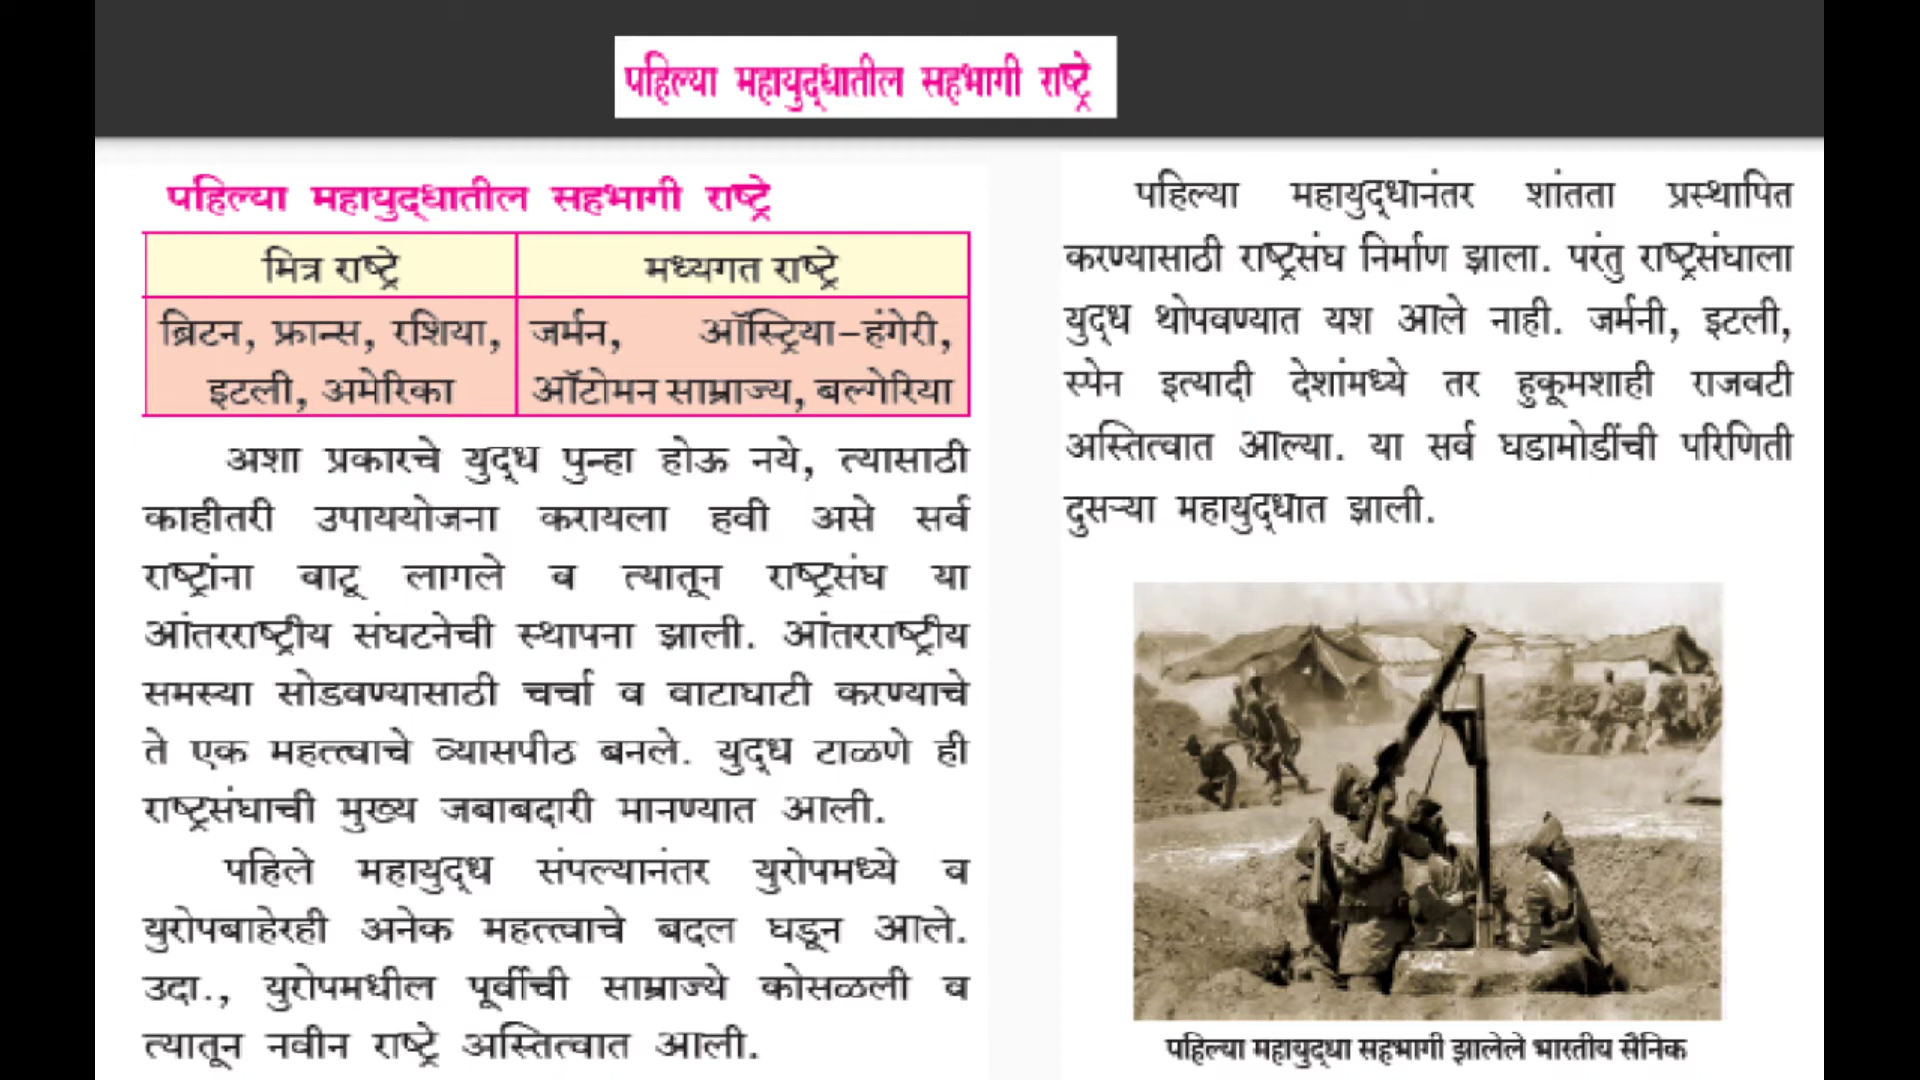 पहिल्या महायुद्धातील सहभागी राष्ट्रे
पहिल्या महायुद्धातील सहभागी राष्ट्रे
मित्र राष्ट्रे
मध्यगत राष्ट्रे
ब्रिटन, फ्रान्स, रशिया,
इटली, अमेरिका
जर्मन, ऑस्ट्रिया-हंगेरी,
ऑटोमन साम्राज्य, बल्गेरिया
अशा प्रकारचे युद्ध पुन्हा होऊ नये, त्यासाठी
काहीतरी उपाययोजना करायला हवी असे सर्व
राष्ट्रांना वाटू लागले व त्यातून राष्ट्रसंघ या
आंतरराष्ट्रीय संघटनेची स्थापना झाली. आंतरराष्ट्रीय
समस्या सोडवण्यासाठी चर्चा व वाटाघाटी करण्याचे
ते एक महत्त्वाचे व्यासपीठ बनले. युद्ध टाळणे ही
राष्ट्रसंघाची मुख्य जबाबदारी मानण्यात आली.
पहिले महायुद्ध संपल्यानंतर युरोपमध्ये व
युरोपबाहेरही अनेक महत्त्वाचे बदल घडून आले.
उदा., युरोपमधील पूर्वीची साम्राज्ये कोसळली व
त्यातून नवीन राष्ट्रे अस्तित्वात आली.
पहिल्या महायुद्धानंतर शांतता प्रस्थापित
करण्यासाठी राष्ट्रसंघ निर्माण झाला. परंतु राष्ट्रसंघाला
युद्ध थोपवण्यात यश आले नाही. जर्मनी, इटली,
स्पेन इत्यादी देशांमध्ये तर हुकूमशाही राजवटी
अस्तित्वात आल्या. या सर्व घडामोडींची परिणिती
दुसऱ्या महायुद्धात झाली.
पहिल्या महायुद्धा सहभागी झालेले भारतीय सैनिक